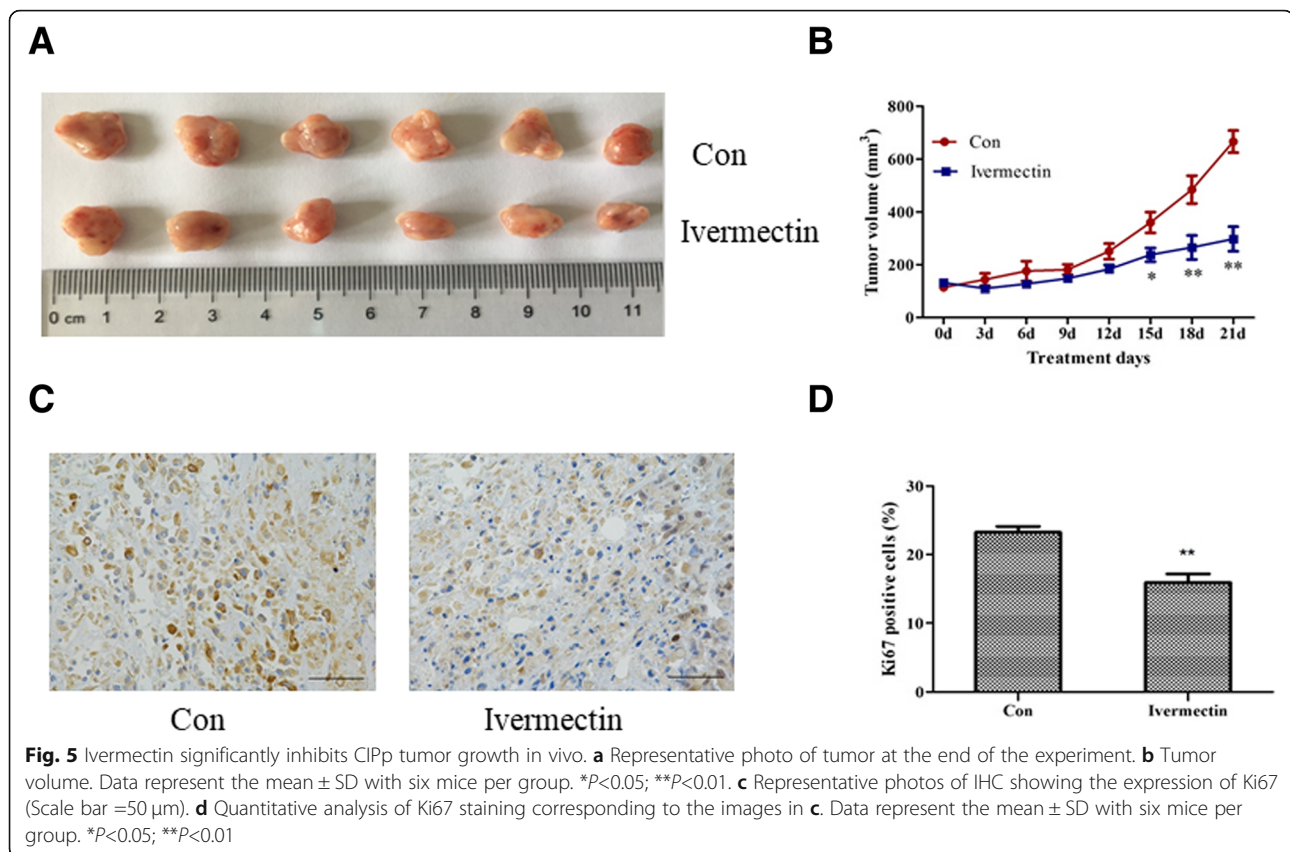 A
Con
Ivermectin
0 cm 1 2 3 4 5 6 7 8 9 10 11
B
Tumor volume (mm3)
800
600
400
200
0
Con
Ivermectin
*
**
**
0d 3d 6d 9d 12d 15d 18d 21d
Treatment days
C
Con
Ivermectin
D
Ki67 positive cells (%)
30
20
10
0
**
Con
Ivermectin
Fig. 5 Ivermectin significantly inhibits CIPp tumor growth in vivo. a Representative photo of tumor at the end of the experiment. b Tumor
volume. Data represent the mean ± SD with six mice per group. *P<0.05; **P<0.01. c Representative photos of IHC showing the expression of Ki67
(Scale bar =50 μm). d Quantitative analysis of Ki67 staining corresponding to the images in c. Data represent the mean ± SD with six mice per
group. *P<0.05; **P<0.01